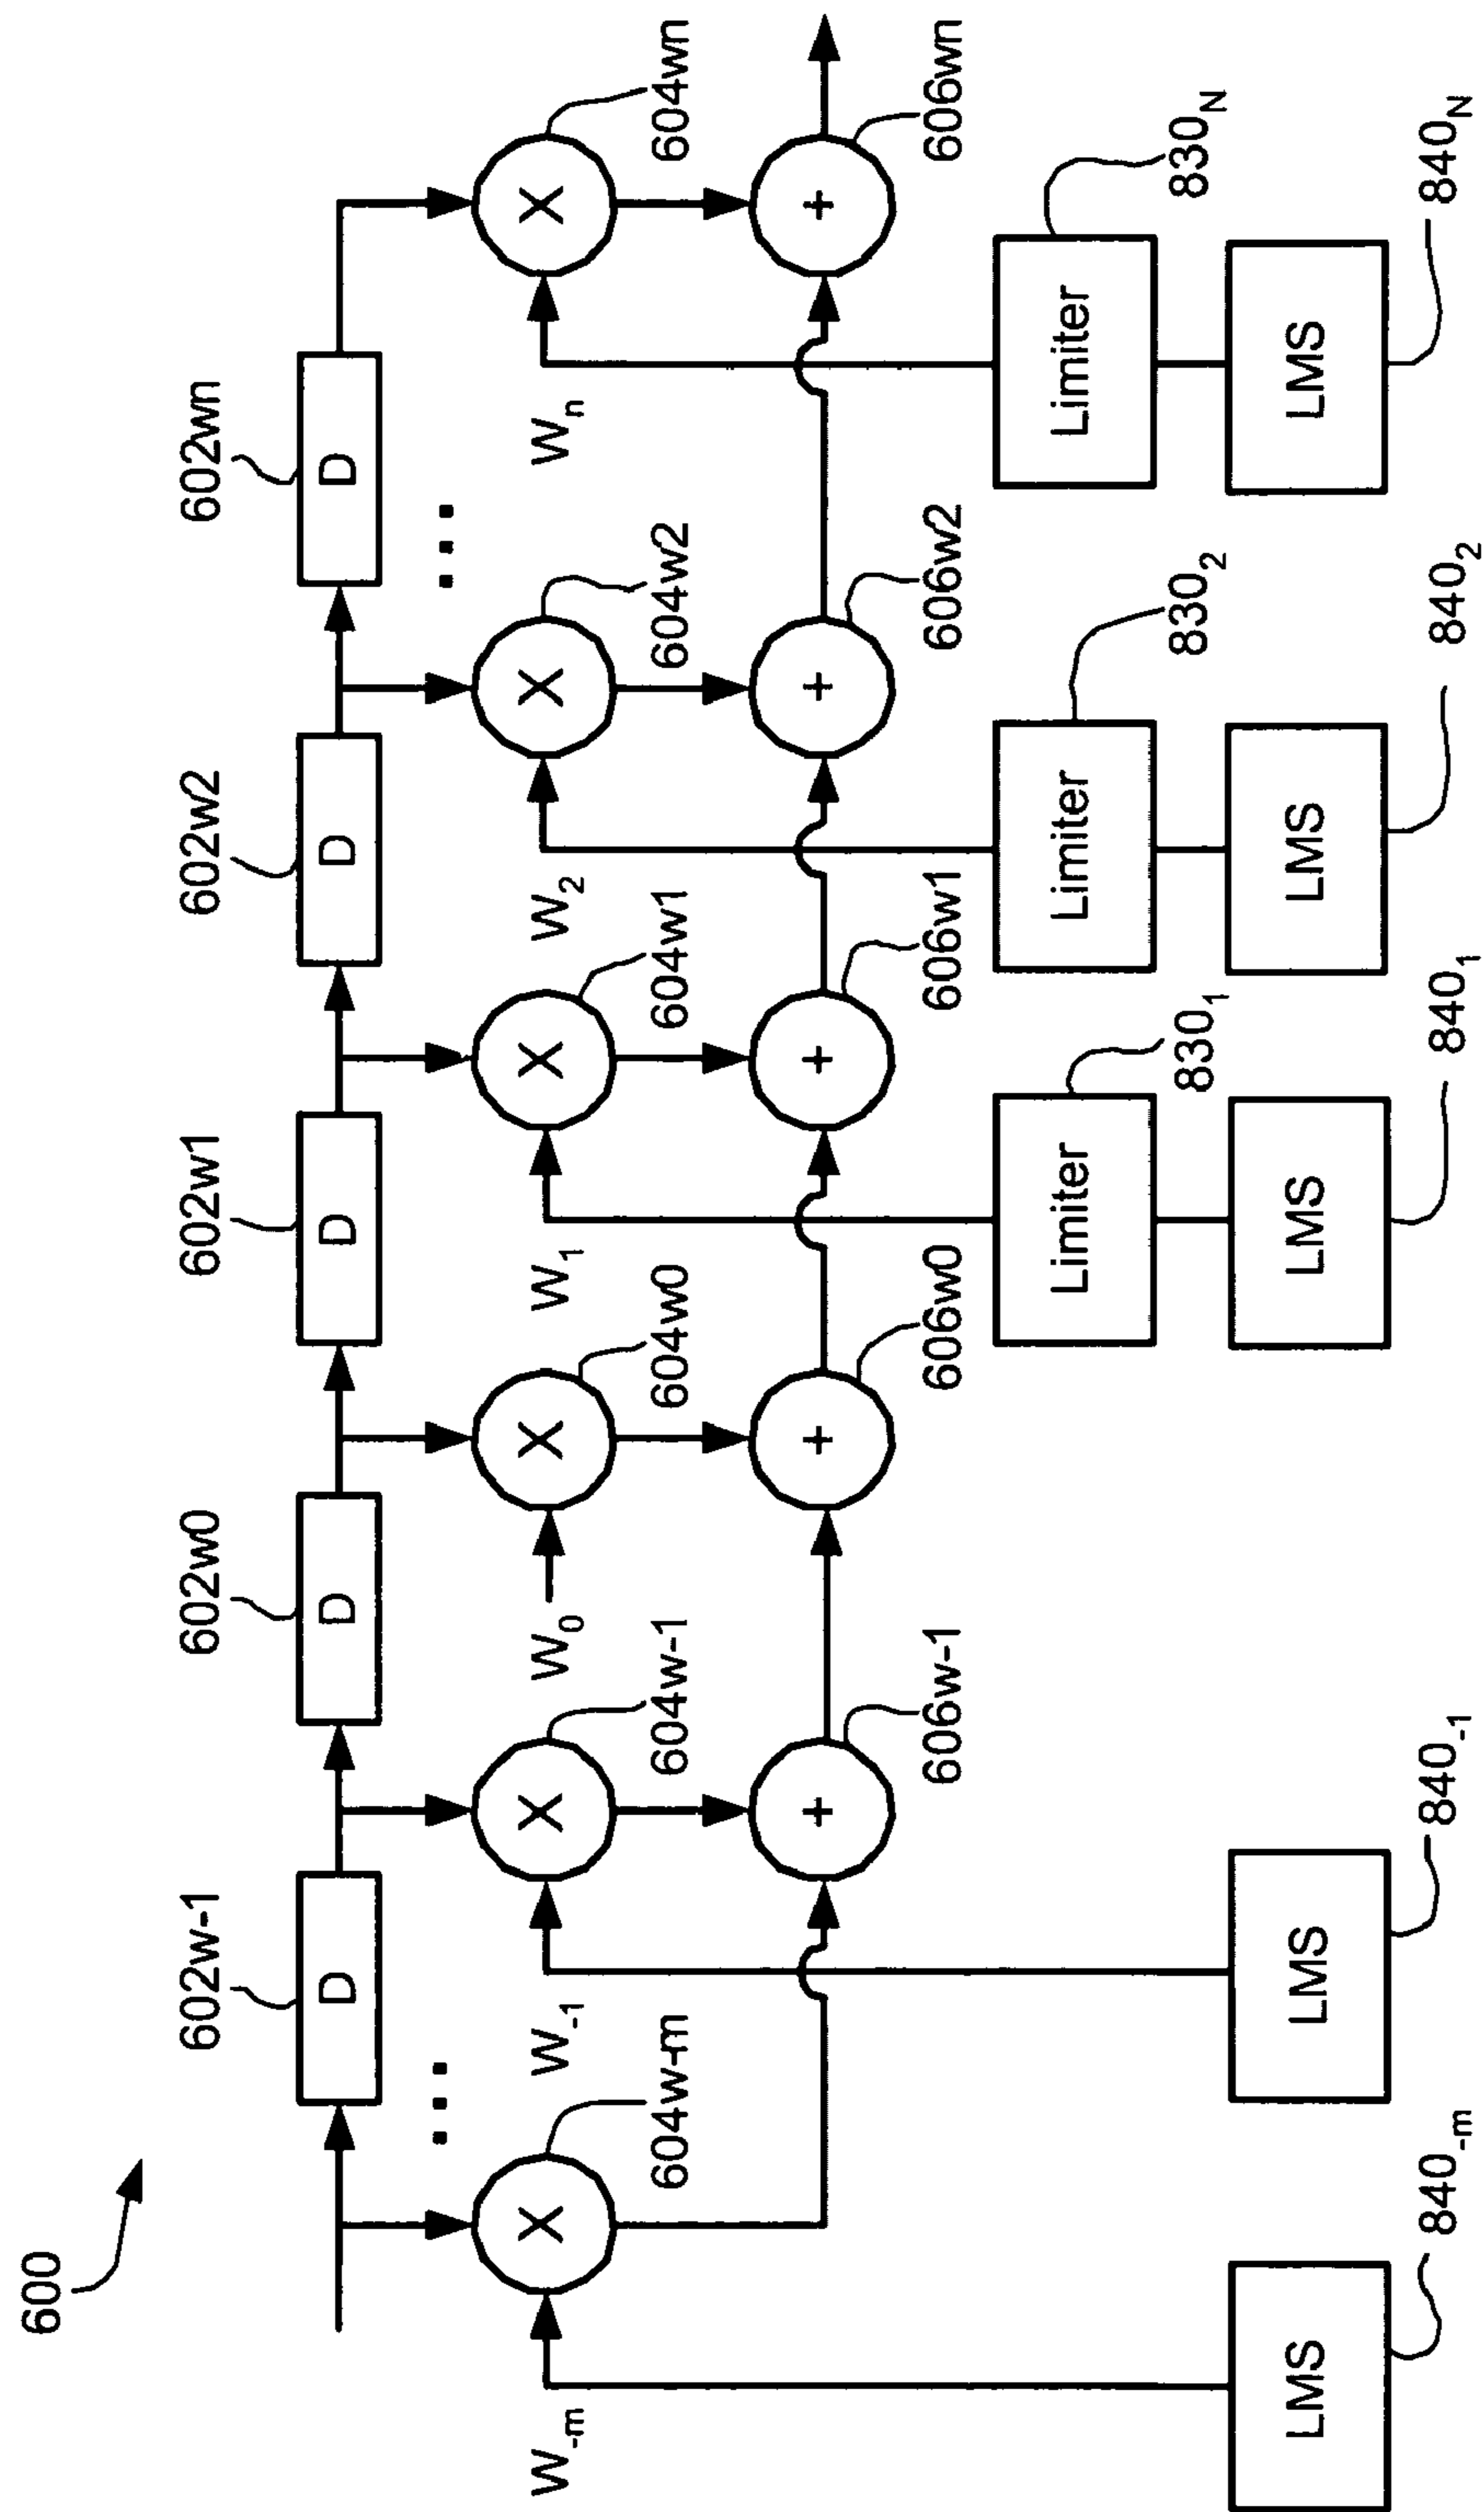 600
602w-1
602w0
602w1
602w2
602wn
D
D
D
D
D
...
...
W₋ₘ
W₋₁
W₀
W₁
W₂
Wₙ
X
X
X
X
X
X
604w-m
604w-1
604w0
604w1
604w2
604wn
+
+
+
+
+
606w-1
606w0
606w1
606w2
606wn
Limiter
Limiter
Limiter
830₁
830₂
830_N
LMS
LMS
LMS
LMS
LMS
840₋ₘ
840₋₁
840₁
840₂
840_N